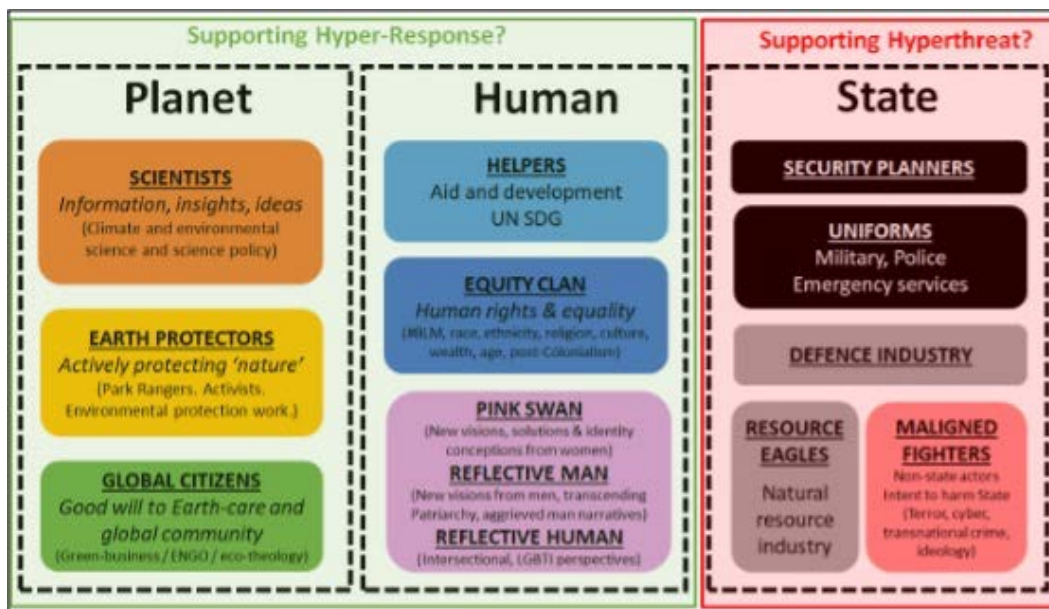 Supporting Hyper-Response?
Planet
SCIENTISTS
Information, insights, ideas
(Climate and environmental
science and science policy)
EARTH PROTECTORS
Actively protecting ‘nature’
(Park Rangers. Activists.
Environmental protection work.)
GLOBAL CITIZENS
Good will to Earth-care and
global community
(Green-business / ENGO / eco-theology)
Human
HELPERS
Aid and development
UN SDG
EQUITY CLAN
Human rights & equality
(#BLM, race, ethnicity, religion, culture,
wealth, age, post-Colonialism)
PINK SWAN
(New visions, solutions & identity
conceptions from women)
REFLECTIVE MAN
(New visions from men, transcending
Patriarchy, aggrieved man narratives)
REFLECTIVE HUMAN
(Intersectional, LGBTI perspectives)
Supporting Hyperthreat?
State
SECURITY PLANNERS
UNIFORMS
Military, Police
Emergency services
DEFENCE INDUSTRY
RESOURCE
EAGLES
Natural
resource
industry
MALIGNED
FIGHTERS
Non-state actors
Intent to harm State
(Terror, cyber,
transnational crime,
ideology)